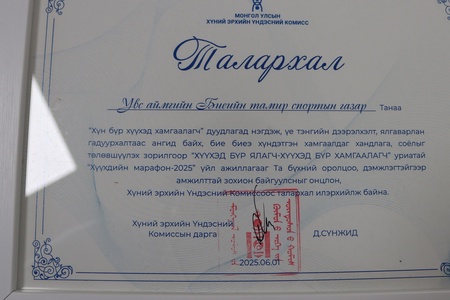 МОНГОЛ УЛСЫН
ХҮНИЙ ЭРХИЙН ҮНДЭСНИЙ КОМИСС
Талархал
Увс аймгийн Биеийн тамир спортын газар Танаа
"Хүн бүр хүүхэд хамгаалагч" дуудлагад нэгдэж, үе тэнгийн дээрэлхэлт, ялгаварлан
гадуурхалтаас ангид байх, бие биеэ хүндэтгэн хамгаалдаг хандлага, соёлыг
төлөвшүүлэх зорилгоор "ХҮҮХЭД БҮР ЯЛАГЧ-ХҮҮХЭД БҮР ХАМГААЛАГЧ" уриатай
"Хүүхдийн марафон-2025" үйл ажиллагааг Та бүхний оролцоо, дэмжлэгтэйгээр
амжилттай зохион байгуулсныг онцлон,
Хүний Эрхийн Үндэсний Комиссоос талархал илэрхийлж байна.
Хүний Эрхийн Үндэсний
Комиссын дарга Д.СҮНЖИД
2025.06.01